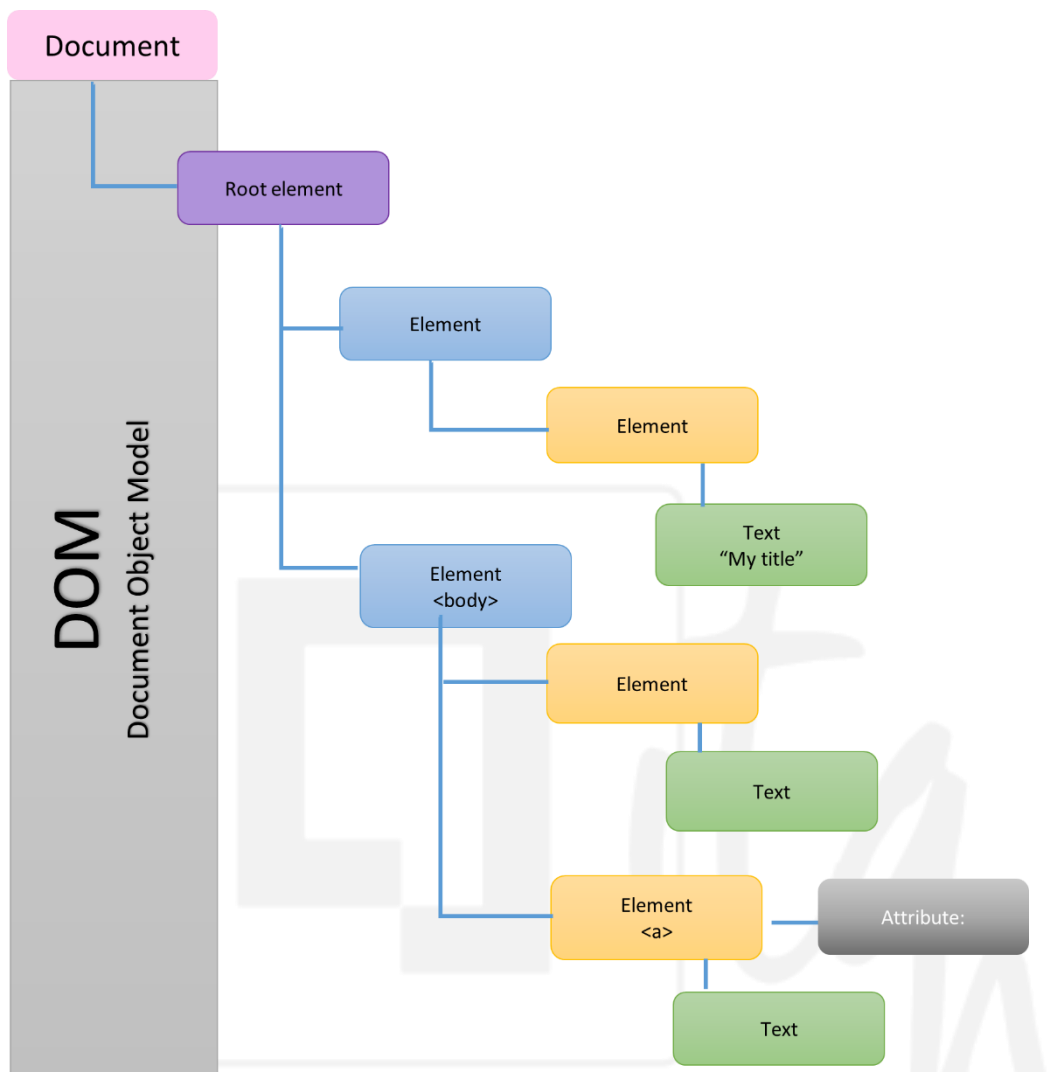 Document
Root element
Element
Element
Text
“My title”
Element
<body>
Element
Text
Element
<a>
Attribute:
Text
DOM
Document Object Model